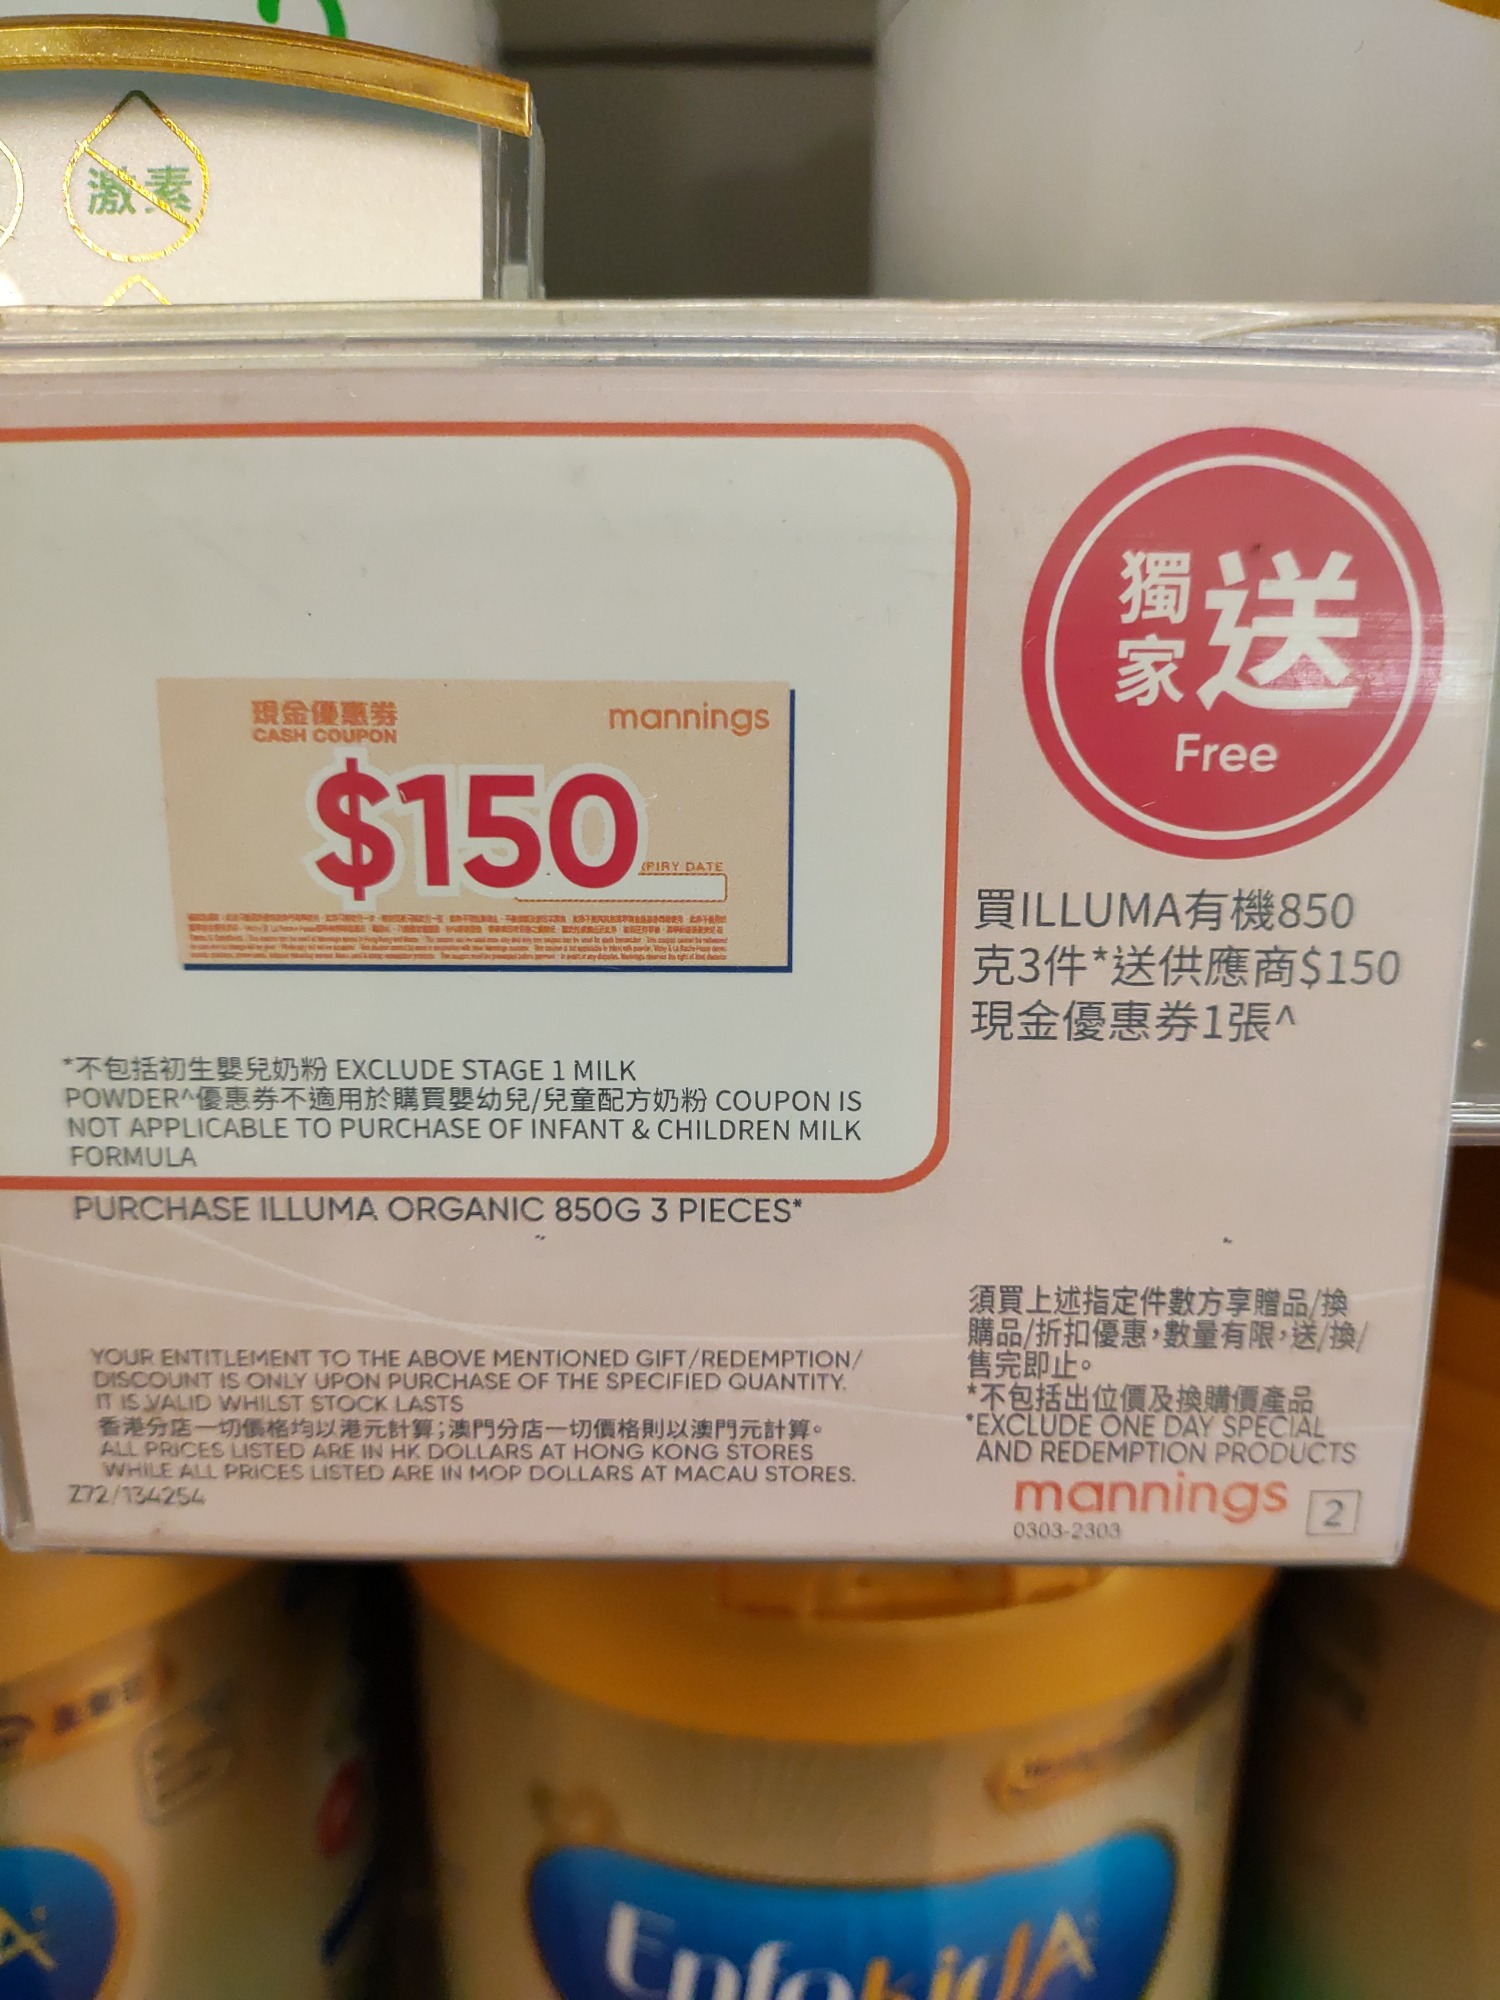 激素
獨家送
Free
現金優惠券
CASH COUPON
mannings
$150
PIRY DATE
買ILLUMA有機850
克3件*送供應商$150
現金優惠券1張^
*不包括初生嬰兒奶粉 EXCLUDE STAGE 1 MILK
POWDER^優惠券不適用於購買嬰幼兒/兒童配方奶粉 COUPON IS
NOT APPLICABLE TO PURCHASE OF INFANT & CHILDREN MILK
FORMULA
PURCHASE ILLUMA ORGANIC 850G 3 PIECES*
須買上述指定件數方享贈品/換
購品/折扣優惠,數量有限,送/換/
售完即止。
*不包括出位價及換購價產品
*EXCLUDE ONE DAY SPECIAL
AND REDEMPTION PRODUCTS
YOUR ENTITLEMENT TO THE ABOVE MENTIONED GIFT/REDEMPTION/
DISCOUNT IS ONLY UPON PURCHASE OF THE SPECIFIED QUANTITY.
IT IS VALID WHILST STOCK LASTS
香港分店一切價格均以港元計算;澳門分店一切價格則以澳門元計算。
ALL PRICES LISTED ARE IN HK DOLLARS AT HONG KONG STORES
WHILE ALL PRICES LISTED ARE IN MOP DOLLARS AT MACAU STORES.
Z72/134254
mannings 2
0303-2303
EnfakidA